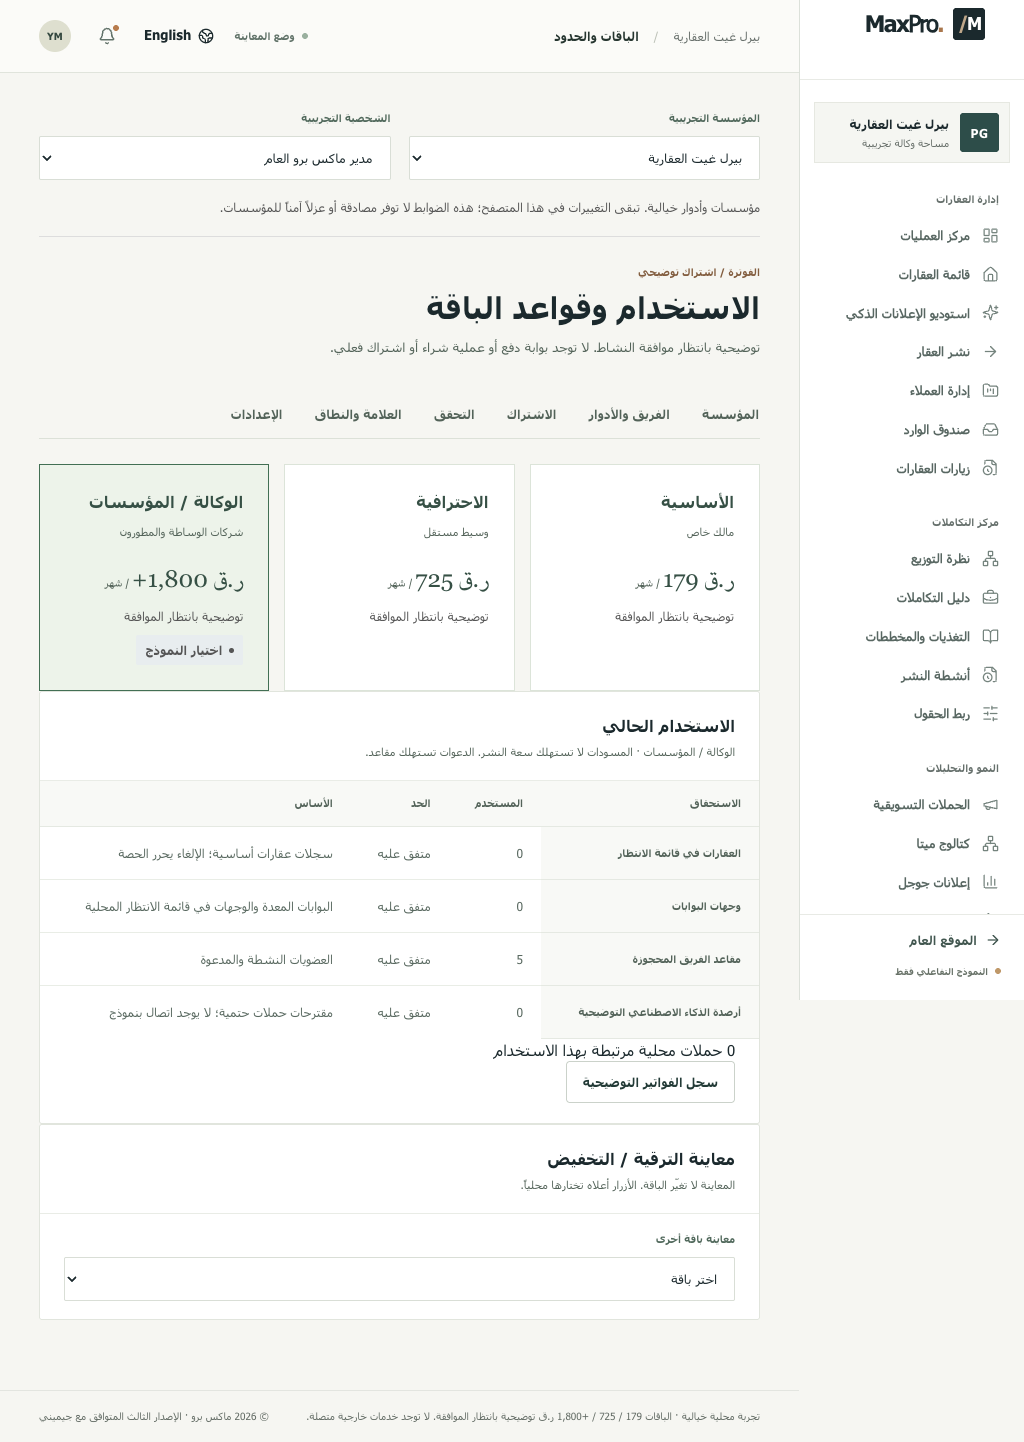 MaxPro. /M
بيرل غيت العقارية / الباقات والحدود
وضع المعاينة
English
YM
PG
بيرل غيت العقارية
مساحة وكالة تجريبية
إدارة العقارات
مركز العمليات
قائمة العقارات
استوديو الإعلانات الذكي
نشر العقار
إدارة العملاء
صندوق الوارد
زيارات العقارات
مركز التكاملات
نظرة التوزيع
دليل التكاملات
التغذيات والمخططات
أنشطة النشر
ربط الحقول
النمو والتحليلات
الحملات التسويقية
كتالوج ميتا
إعلانات جوجل
الموقع العام
النموذج التفاعلي فقط
المؤسسة التجريبية
بيرل غيت العقارية
الشخصية التجريبية
مدير ماكس برو العام
مؤسسات وأدوار خيالية. تبقى التغييرات في هذا المتصفح؛ هذه الضوابط لا توفر مصادقة أو عزلاً آمناً للمؤسسات.
الفوترة / اشتراك توضيحي
الاستخدام وقواعد الباقة
توضيحية بانتظار موافقة النشاط. لا توجد بوابة دفع أو عملية شراء أو اشتراك فعلي.
المؤسسة الفريق والأدوار الاشتراك التحقق العلامة والنطاق الإعدادات
الأساسية
مالك خاص
ر.ق 179 / شهر
توضيحية بانتظار الموافقة
الاحترافية
وسيط مستقل
ر.ق 725 / شهر
توضيحية بانتظار الموافقة
الوكالة / المؤسسات
شركات الوساطة والمطورون
ر.ق 1,800+ / شهر
توضيحية بانتظار الموافقة
اختيار النموذج
الاستخدام الحالي
الوكالة / المؤسسات · المسودات لا تستهلك سعة النشر. الدعوات تستهلك مقاعد.
الاستحقاق المستخدم الحد الأساس
العقارات في قائمة الانتظار 0 متفق عليه سجلات عقارات أساسية؛ الإلغاء يحرر الحصة
وجهات البوابات 0 متفق عليه البوابات المعدة والوجهات في قائمة الانتظار المحلية
مقاعد الفريق المحجوزة 5 متفق عليه العضويات النشطة والمدعوة
أرصدة الذكاء الاصطناعي التوضيحية 0 متفق عليه مقترحات حملات حتمية؛ لا يوجد اتصال بنموذج
0 حملات محلية مرتبطة بهذا الاستخدام
سجل الفواتير التوضيحية
معاينة الترقية / التخفيض
المعاينة لا تغيّر الباقة. الأزرار أعلاه تختارها محلياً.
معاينة باقة أخرى
اختر باقة
تجربة محلية خيالية · الباقات 179 / 725 / 1,800+ ر.ق توضيحية بانتظار الموافقة. لا توجد خدمات خارجية متصلة.
© 2026 ماكس برو · الإصدار الثالث المتوافق مع جيميني